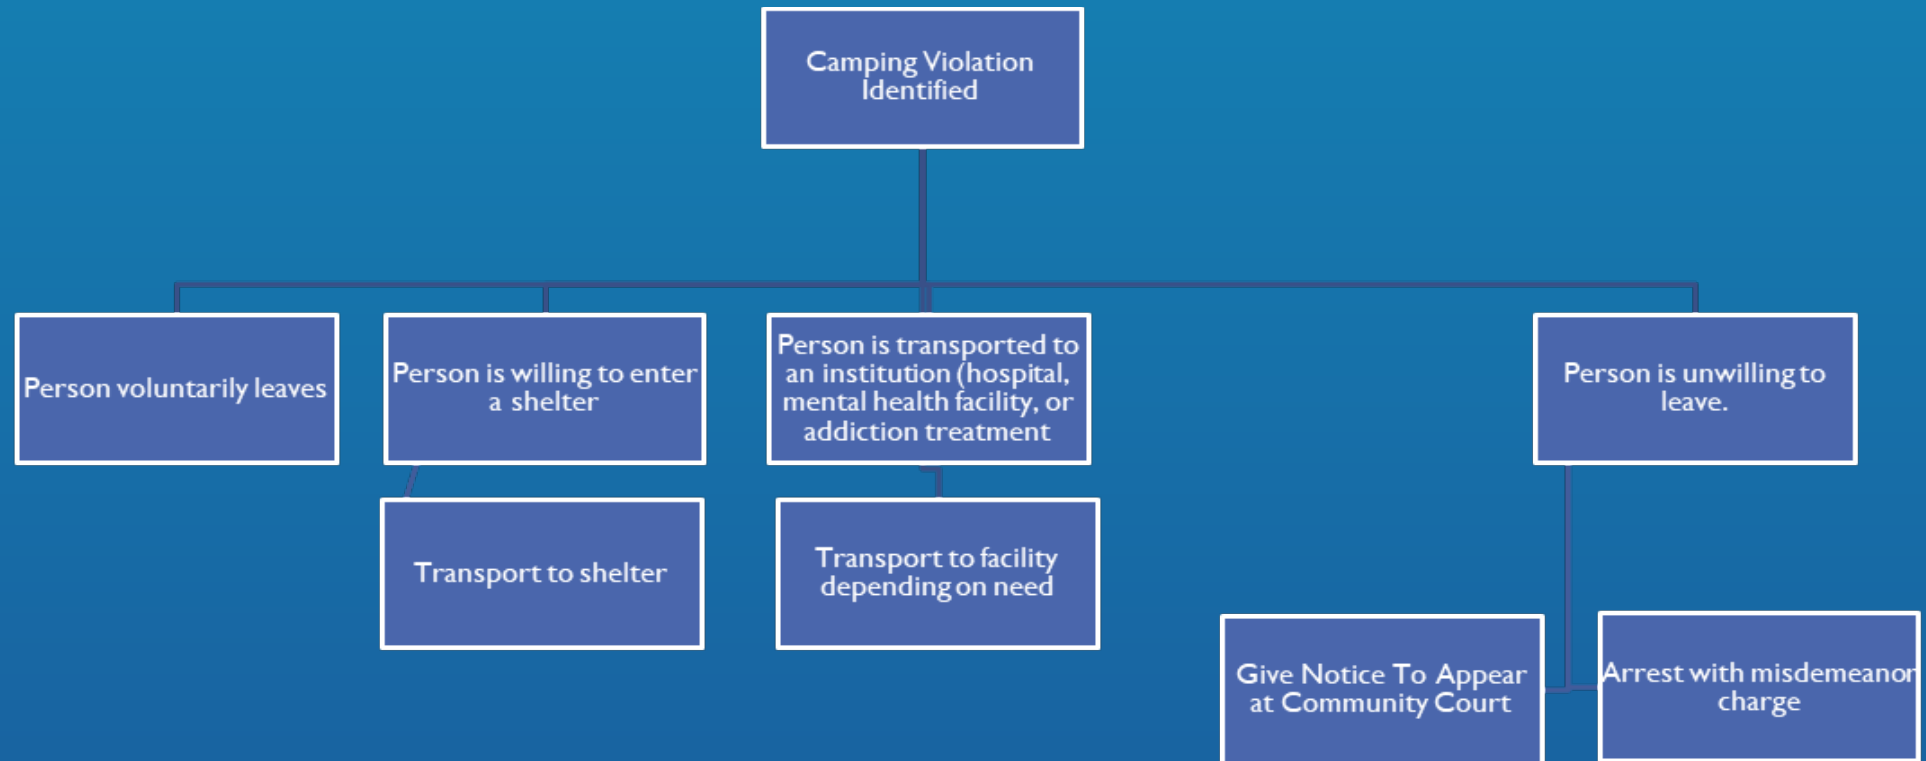 Camping Violation
Identified
Person voluntarily leaves
Person is willing to enter
a shelter
Person is transported to
an institution (hospital,
mental health facility, or
addiction treatment
Person is unwilling to
leave.
Transport to shelter
Transport to facility
depending on need
Give Notice To Appear
at Community Court
Arrest with misdemeanor
charge